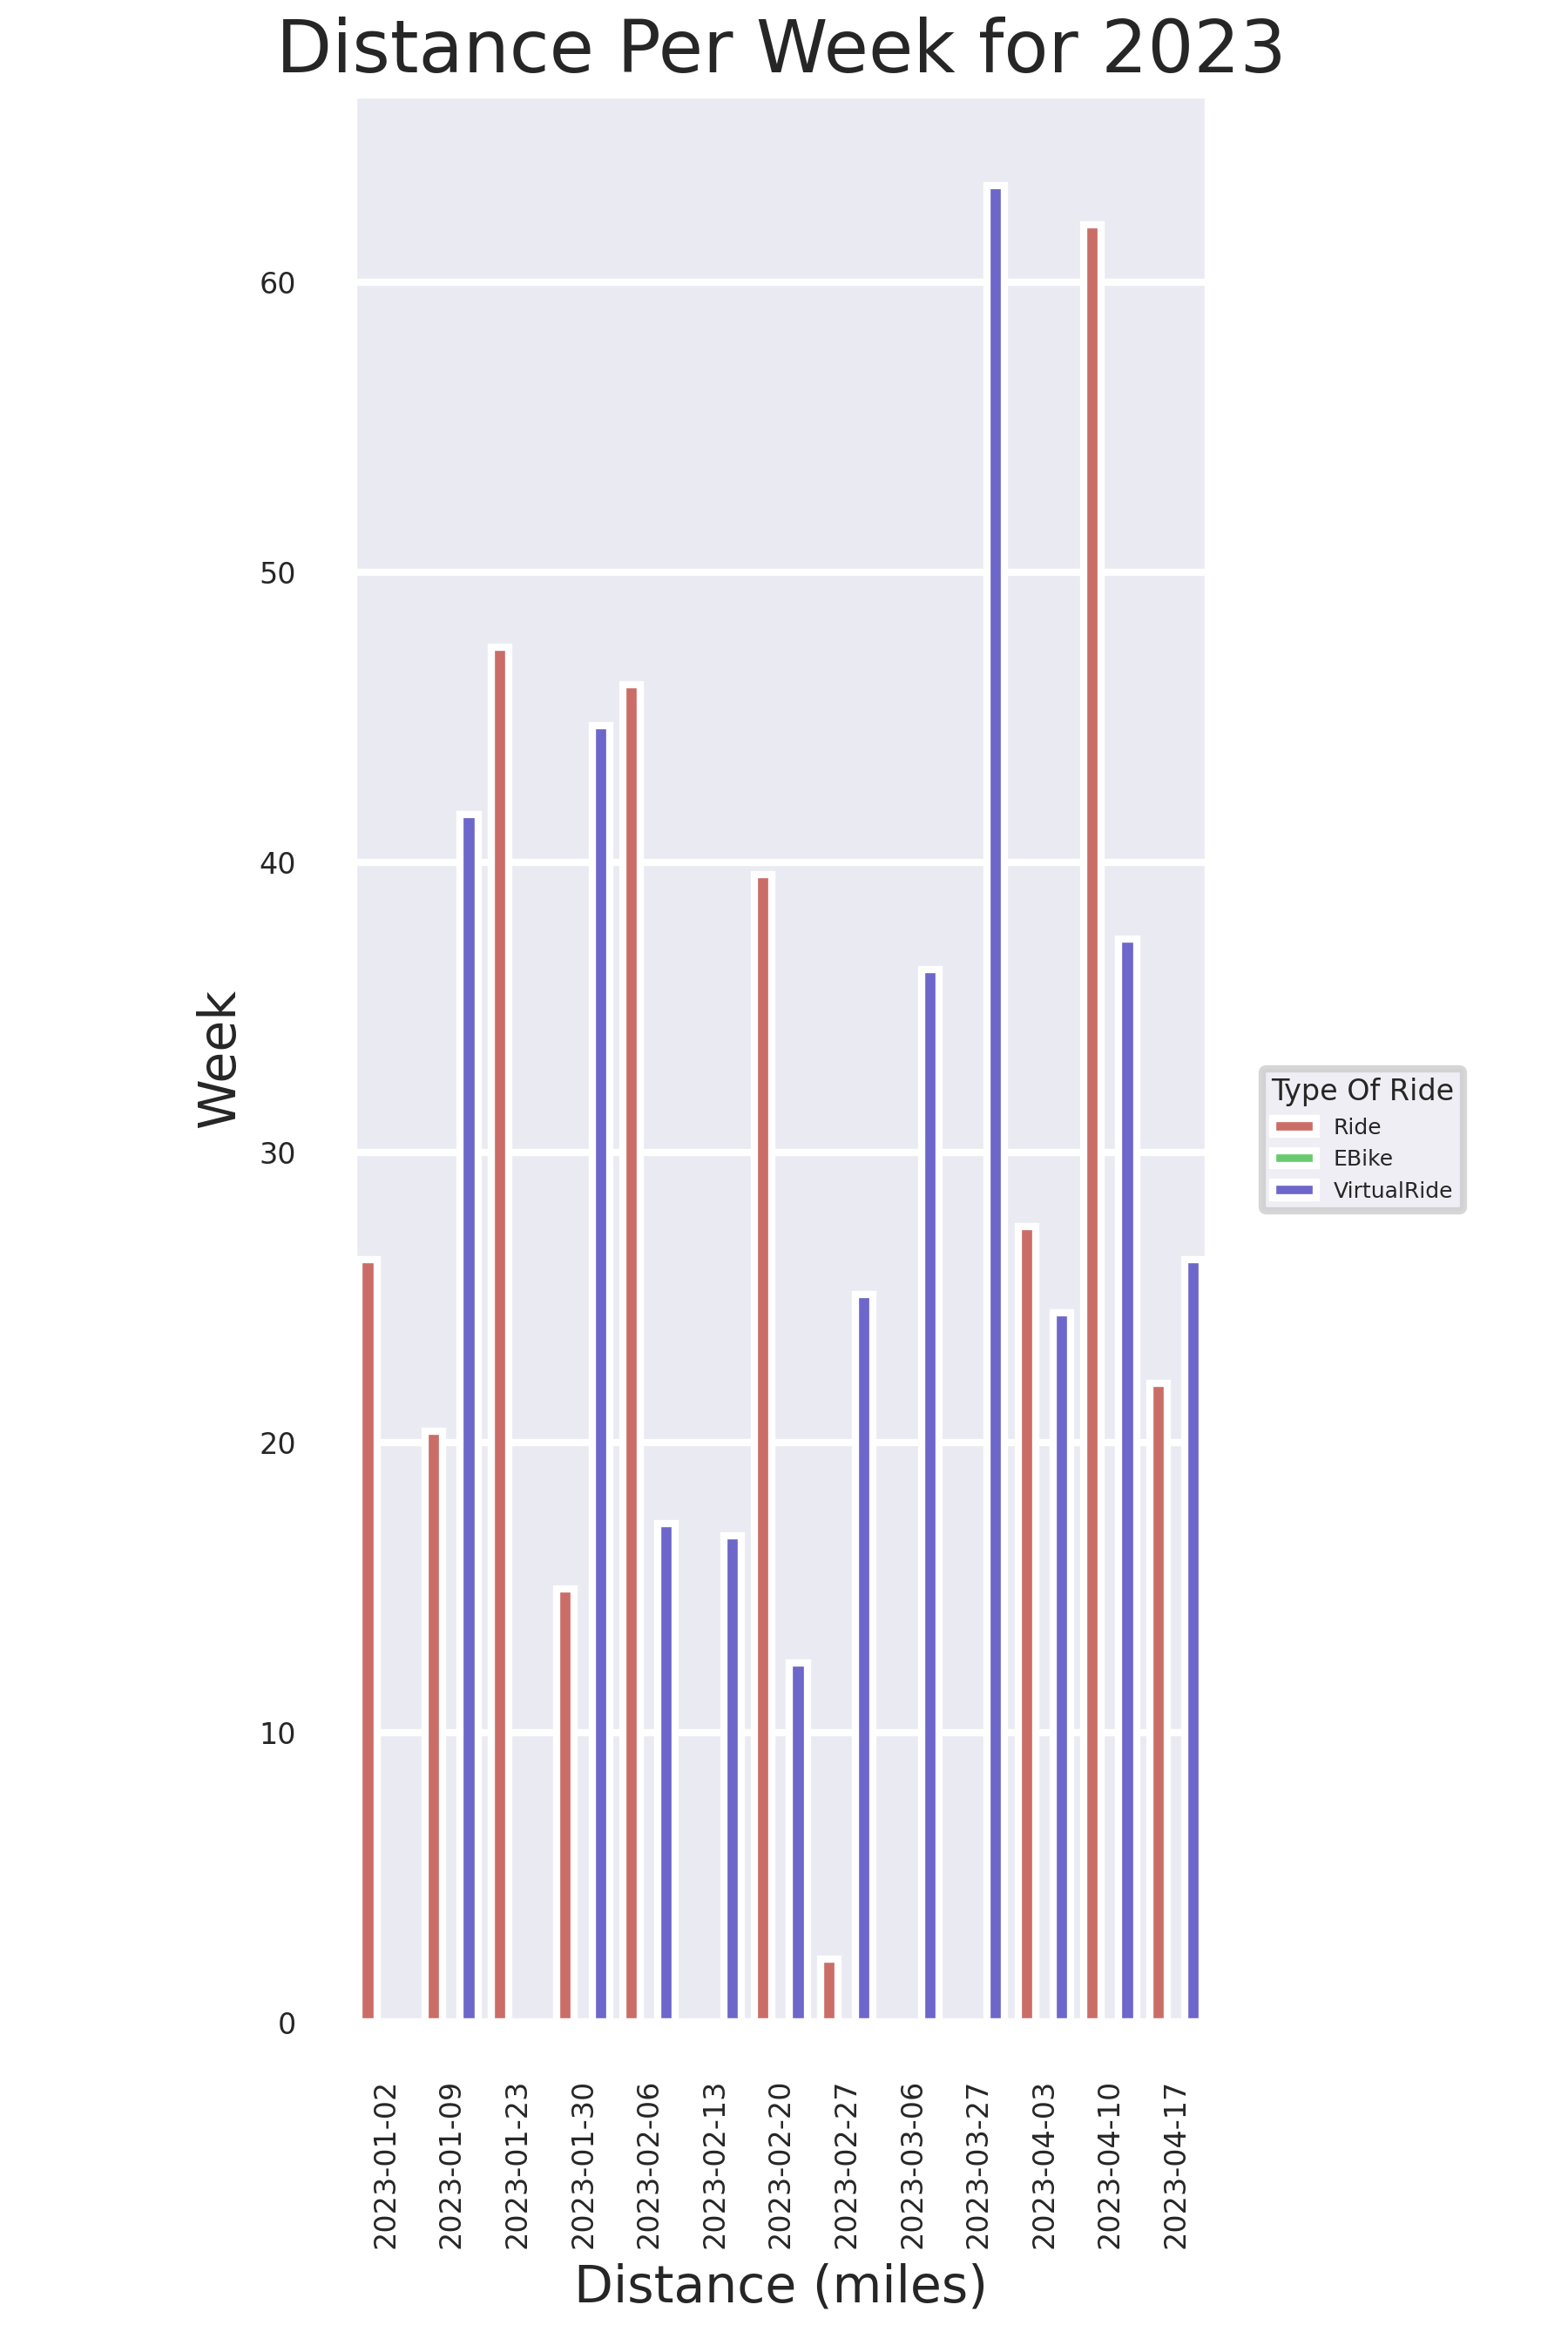 Distance Per Week for 2023
60
50
40
30
20
10
0
Week
Type Of Ride
Ride
EBike
VirtualRide
2023-01-02
2023-01-09
2023-01-23
2023-01-30
2023-02-06
2023-02-13
2023-02-20
2023-02-27
2023-03-06
2023-03-27
2023-04-03
2023-04-10
2023-04-17
Distance (miles)